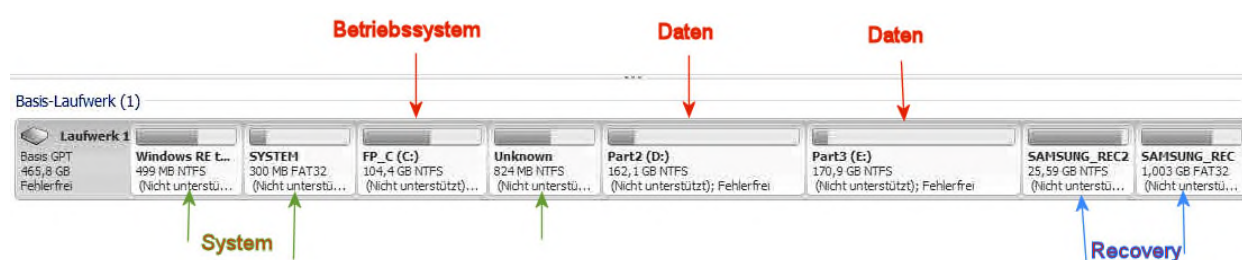 Betriebssystem
Daten
Daten
Basis-Laufwerk (1)
Laufwerk 1
Basis GPT
465,8 GB
Fehlerfrei
Windows RE t...
499 MB NTFS
(Nicht unterstü...
SYSTEM
300 MB FAT32
(Nicht unterstü...
FP_C (C:)
104,4 GB NTFS
(Nicht unterstützt)...
Unknown
824 MB NTFS
(Nicht unterstü...
Part2 (D:)
162,1 GB NTFS
(Nicht unterstützt); Fehlerfrei
Part3 (E:)
170,9 GB NTFS
(Nicht unterstützt); Fehlerfrei
SAMSUNG_REC2
25,59 GB NTFS
(Nicht unterstützt)...
SAMSUNG_REC
1,003 GB FAT32
(Nicht unterstü...
System
Recovery